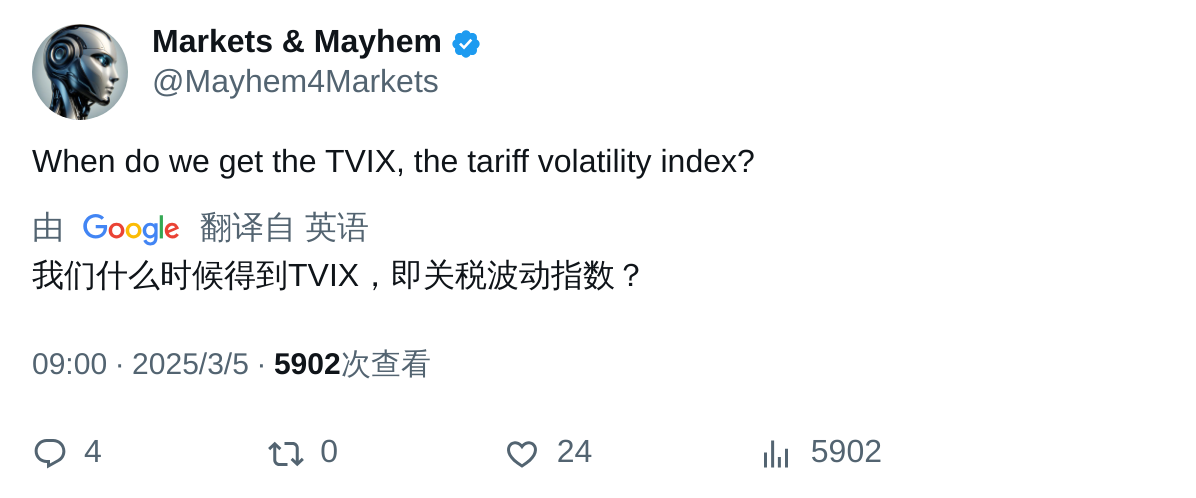 Markets & Mayhem
@Mayhem4Markets
When do we get the TVIX, the tariff volatility index?
由 Google 翻译自 英语
我们什么时候得到TVIX，即关税波动指数？
09:00 · 2025/3/5 · 5902次查看
4 0 24 5902